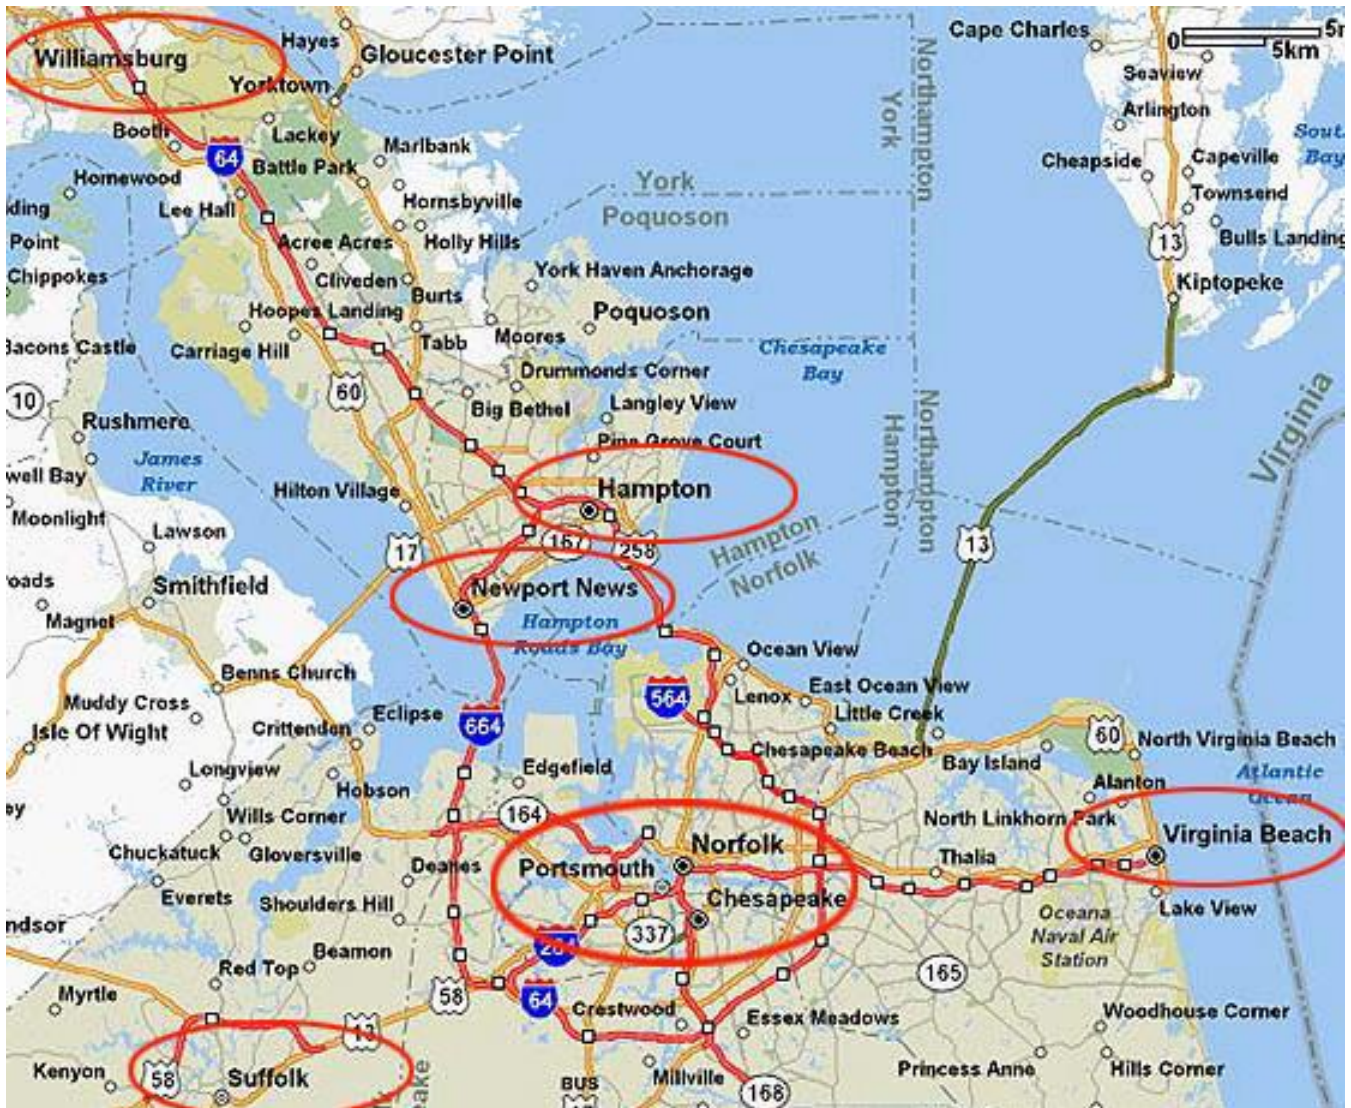 Williamsburg
Hayes
Gloucester Point
Yorktown
Cape Charles
0
5km
Seaview
Northampton
York
Booth
Lackey
Marlbank
Arlington
64
Battle Park
Cheapside
Capeville
Homewood
Lee Hall
Hornsbyville
York
Poquoson
Townsend
Point
Acree Acres
Holly Hills
13
Bulls Landing
Chippokes
Cliveden
Burts
York Haven Anchorage
Kiptopeke
Hoopes Landing
Moores
Poquoson
Bacons Castle
Carriage Hill
Tabb
Chesapeake
Bay
Drummonds Corner
10
60
Big Bethel
Langley View
Rushmere
Pine Grove Court
Hampton
Northampton
Virginia
James
River
Hilton Village
Hampton
Moonlight
Lawson
17
167
258
Hampton
Norfolk
13
Smithfield
Newport News
Magnet
Hampton
Roads Bay
Benns Church
Ocean View
Muddy Cross
Eclipse
664
564
Lenox
East Ocean View
Isle Of Wight
Crittenden
Little Creek
60
North Virginia Beach
Longview
Hobson
Edgefield
Chesapeake Beach
Bay Island
Alanton
Atlantic
Ocean
Wills Corner
164
North Linkhorn Park
Chuckatuck
Gloversville
Deanes
Portsmouth
Norfolk
Thalia
Virginia Beach
Everets
Shoulders Hill
Chesapeake
Lake View
Beamon
337
Oceana
Naval Air
Station
Red Top
264
165
Myrtle
58
64
Crestwood
Essex Meadows
Woodhouse Corner
13
Kenyon
58
Suffolk
BUS
Millville
168
Princess Anne
Hills Corner